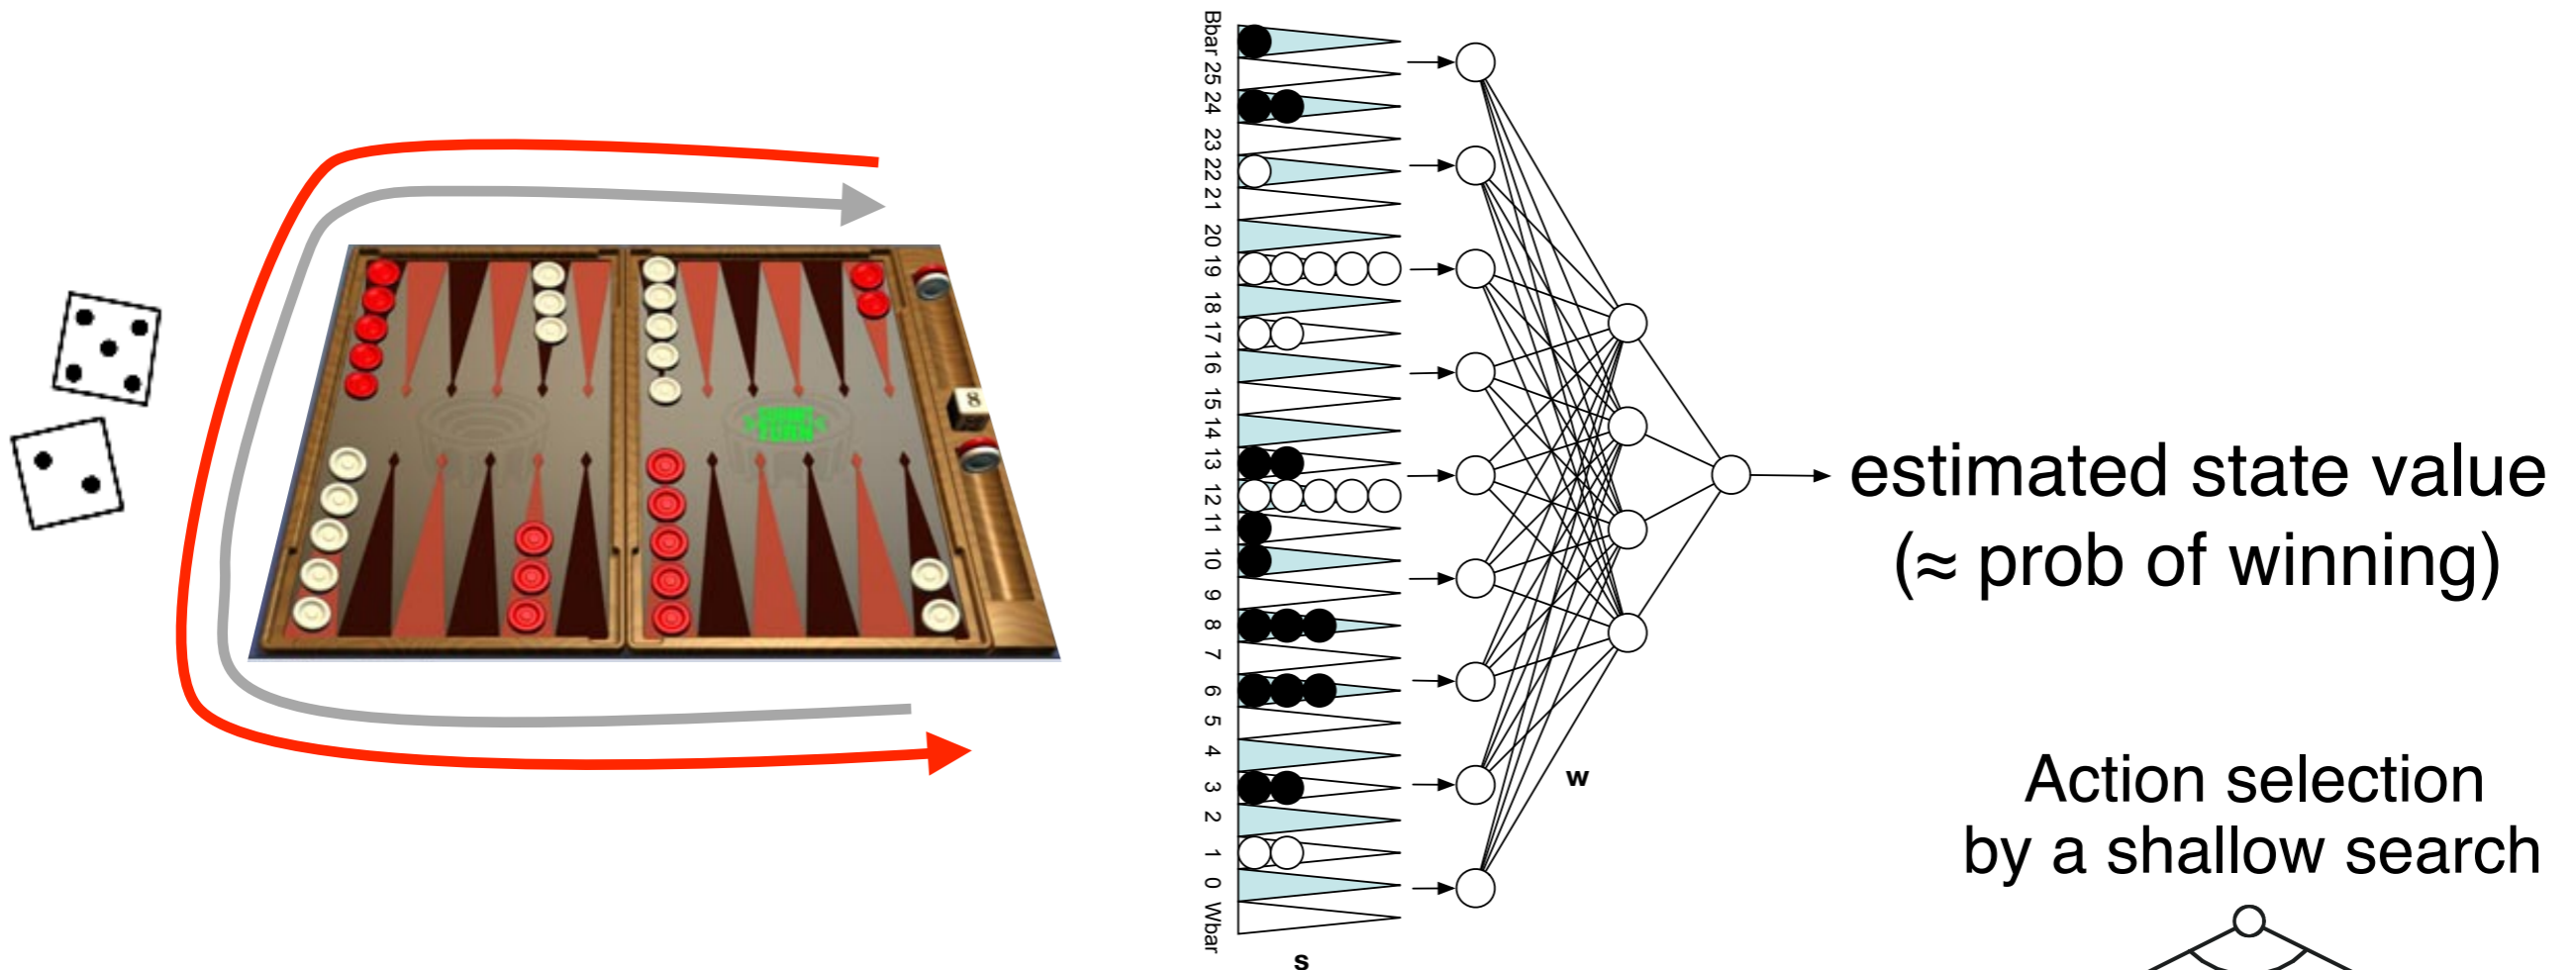 Bbar 25 24 23 22 21 20 19 18 17 16 15 14 13 12 11 10 9 8 7 6 5 4 3 2 1 0 Wbar
s
w
estimated state value
(≈ prob of winning)
Action selection
by a shallow search